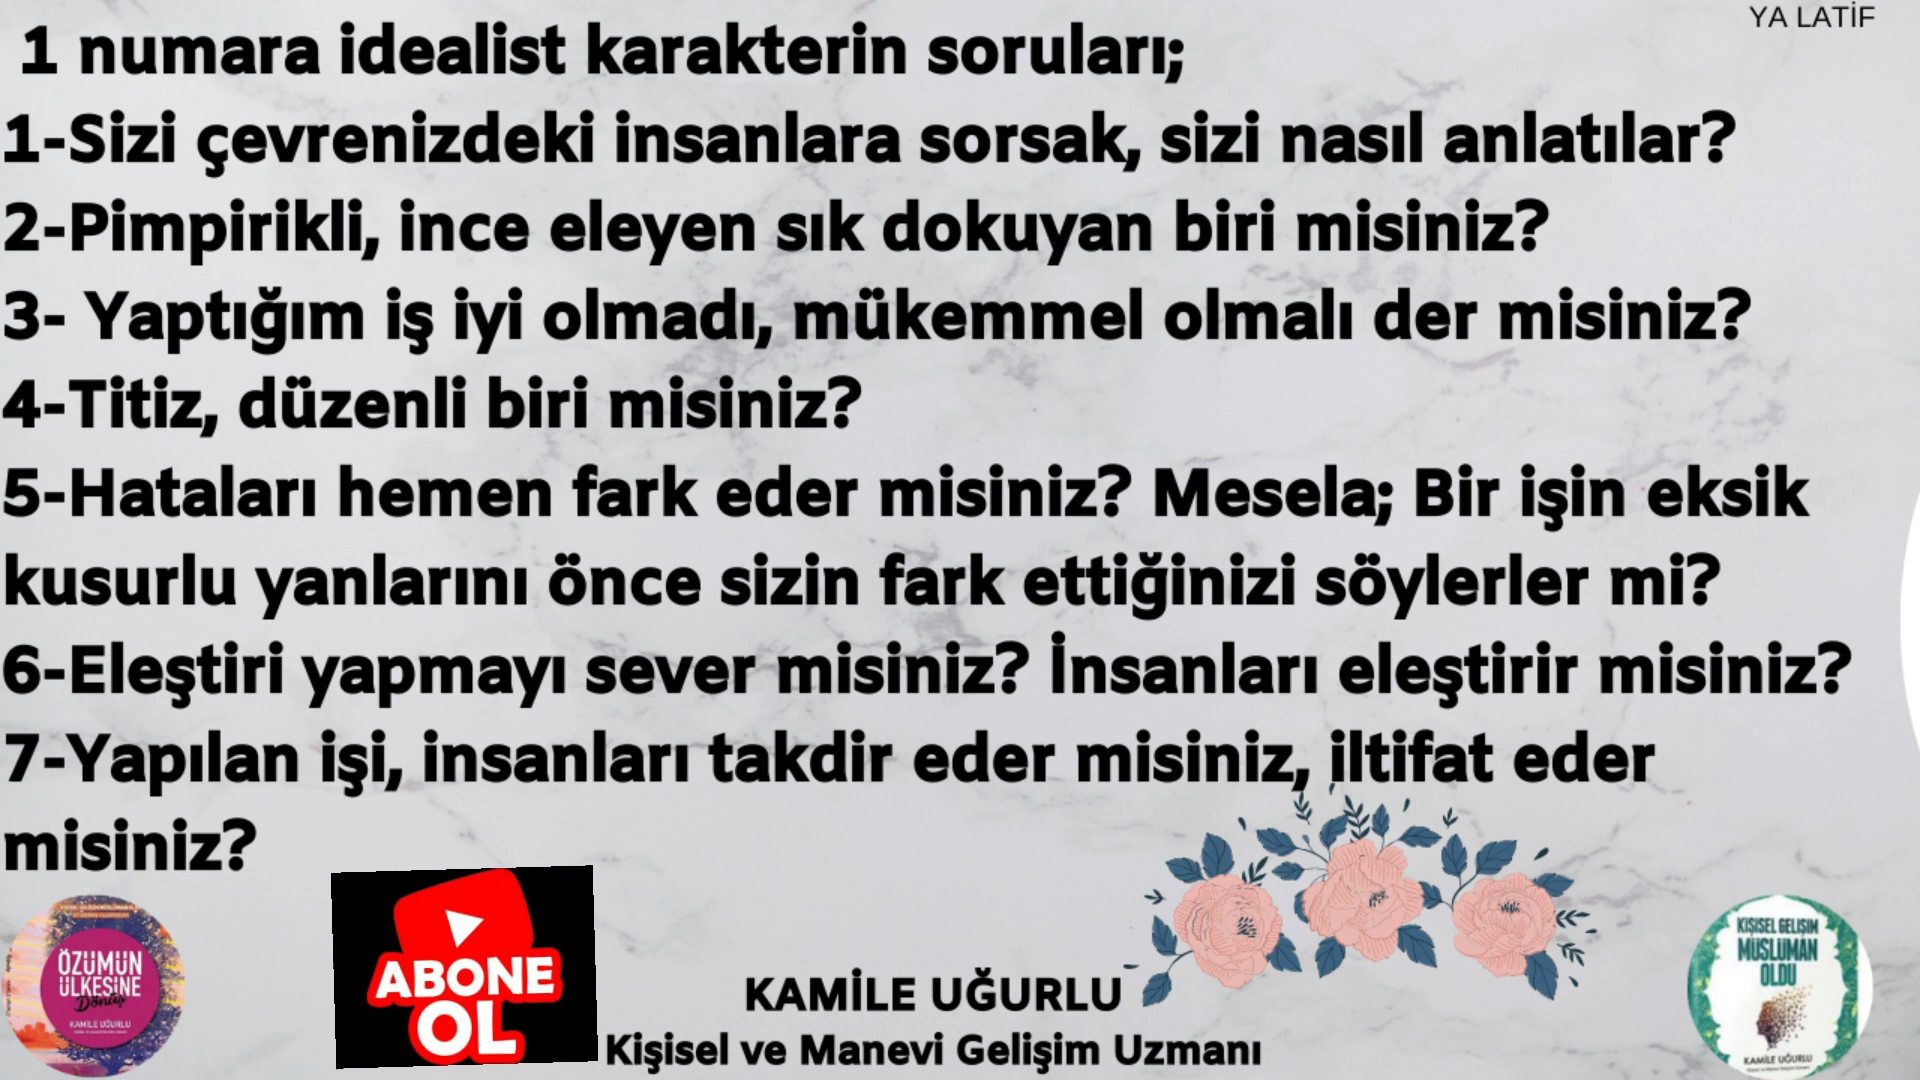 YA LATİF
1 numara idealist karakterin soruları;
1-Sizi çevrenizdeki insanlara sorsak, sizi nasıl anlatılar?
2-Pimpirikli, ince eleyen sık dokuyan biri misiniz?
3- Yaptığım iş iyi olmadı, mükemmel olmalı der misiniz?
4-Titiz, düzenli biri misiniz?
5-Hataları hemen fark eder misiniz? Mesela; Bir işin eksik
kusurlu yanlarını önce sizin fark ettiğinizi söylerler mi?
6-Eleştiri yapmayı sever misiniz? İnsanları eleştirir misiniz?
7-Yapılan işi, insanları takdir eder misiniz, iltifat eder
misiniz?
ÖZÜMÜN
ÜLKESİNE
Dönüş
KAMİLE UĞURLU
ABONE
OL
KAMİLE UĞURLU
Kişisel ve Manevi Gelişim Uzmanı
KİŞİSEL GELİŞİM
MÜSLÜMAN
OLDU
KAMİLE UĞURLU